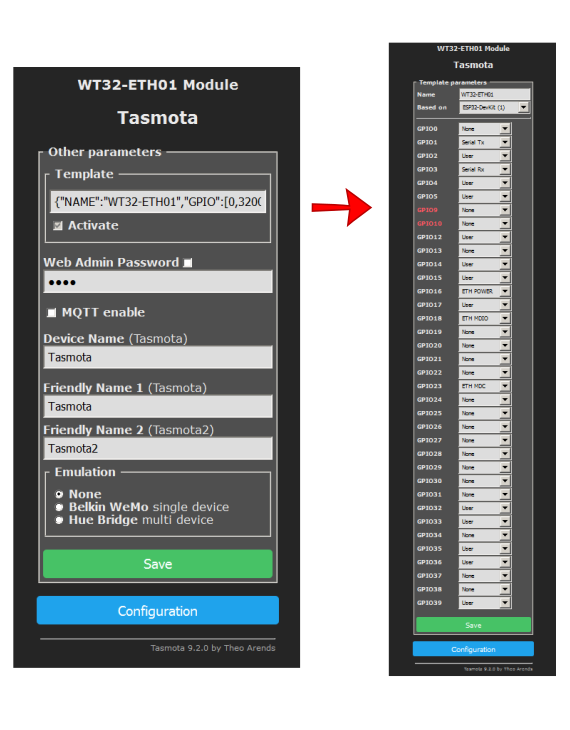 WT32-ETH01 Module
Tasmota
Other parameters
Template
{"NAME":"WT32-ETH01","GPIO":[0,320(
Activate
Web Admin Password
••••
MQTT enable
Device Name (Tasmota)
Tasmota
Friendly Name 1 (Tasmota)
Tasmota
Friendly Name 2 (Tasmota2)
Tasmota2
Emulation
None
Belkin WeMo single device
Hue Bridge multi device
Save
Configuration
Tasmota 9.2.0 by Theo Arends
WT32-ETH01 Module
Tasmota
Template parameters
Name WT32-ETH01
Based on ESP32-DevKit (1)
GPIO0 None
GPIO1 Serial Tx
GPIO2 User
GPIO3 Serial Rx
GPIO4 User
GPIO5 User
GPIO9 None
GPIO10 None
GPIO12 User
GPIO13 None
GPIO14 User
GPIO15 User
GPIO16 ETH POWER
GPIO17 User
GPIO18 ETH MDIO
GPIO19 None
GPIO20 None
GPIO21 None
GPIO22 None
GPIO23 ETH MDC
GPIO24 None
GPIO25 None
GPIO26 None
GPIO27 None
GPIO28 None
GPIO29 None
GPIO30 None
GPIO31 None
GPIO32 User
GPIO33 User
GPIO34 None
GPIO35 User
GPIO36 User
GPIO37 None
GPIO38 None
GPIO39 User
Save
Configuration
Tasmota 9.2.0 by Theo Arends